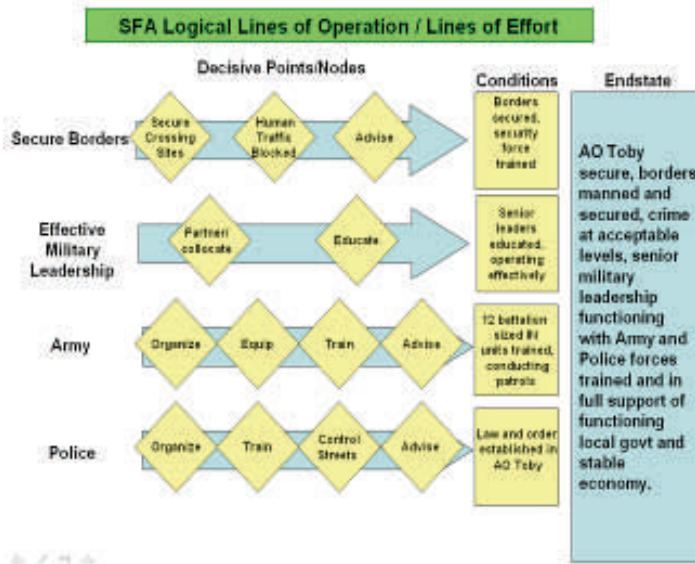 SFA Logical Lines of Operation / Lines of Effort
Decisive Points/Nodes
Conditions
Endstate
Secure Borders
Secure
Crossing
Sites
Human
Traffic
Blocked
Advise
Borders
secured,
security
force
trained
Effective
Military
Leadership
Partner/
collocate
Educate
Senior
leaders
educated,
operating
effectively
Army
Organize
Equip
Train
Advise
12 battalion
sized IN
units trained,
conducting
patrols
Police
Organize
Train
Control
Streets
Advise
Law and order
established in
AO Toby
AO Toby
secure, borders
manned and
secured, crime
at acceptable
levels, senior
military
leadership
functioning
with Army and
Police forces
trained and in
full support of
functioning
local govt and
stable
economy.